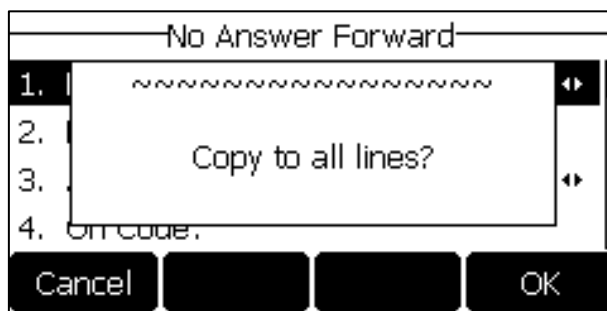 No Answer Forward
1.
~~~~~~~~~~~~~~~~
2.
Copy to all lines?
3.
4. On Code:
Cancel OK